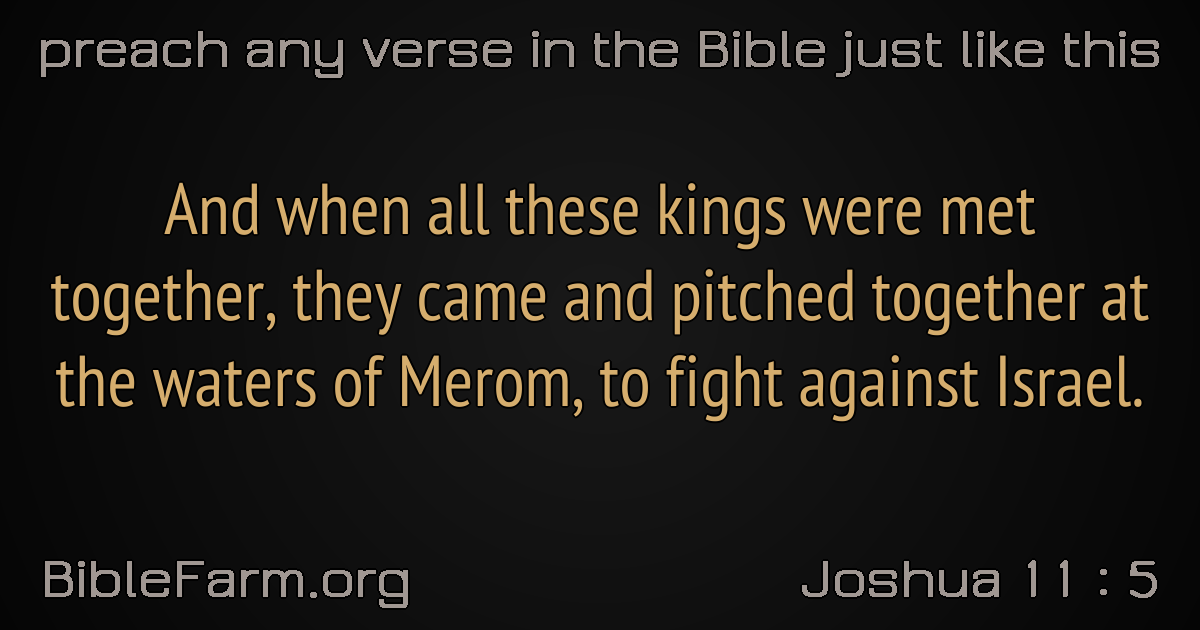 preach any verse in the Bible just like this
And when all these kings were met
together, they came and pitched together at
the waters of Merom, to fight against Israel.
BibleFarm.org
Joshua 11 : 5